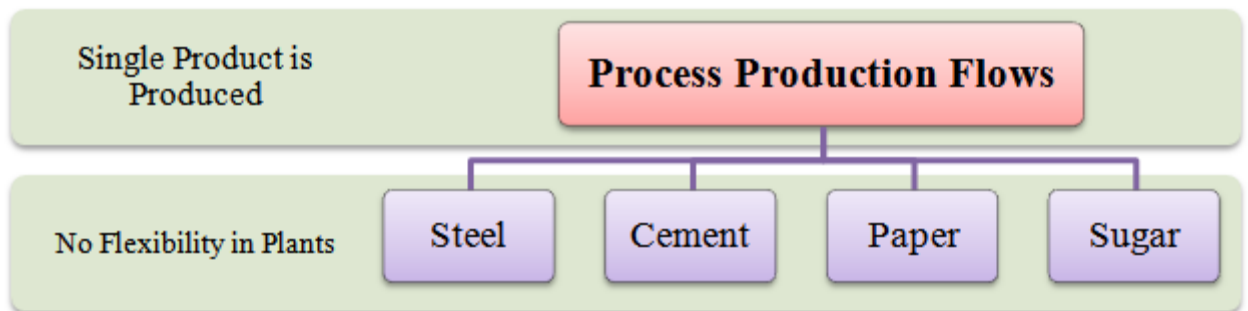 Single Product is
Produced
Process Production Flows
No Flexibility in Plants
Steel
Cement
Paper
Sugar